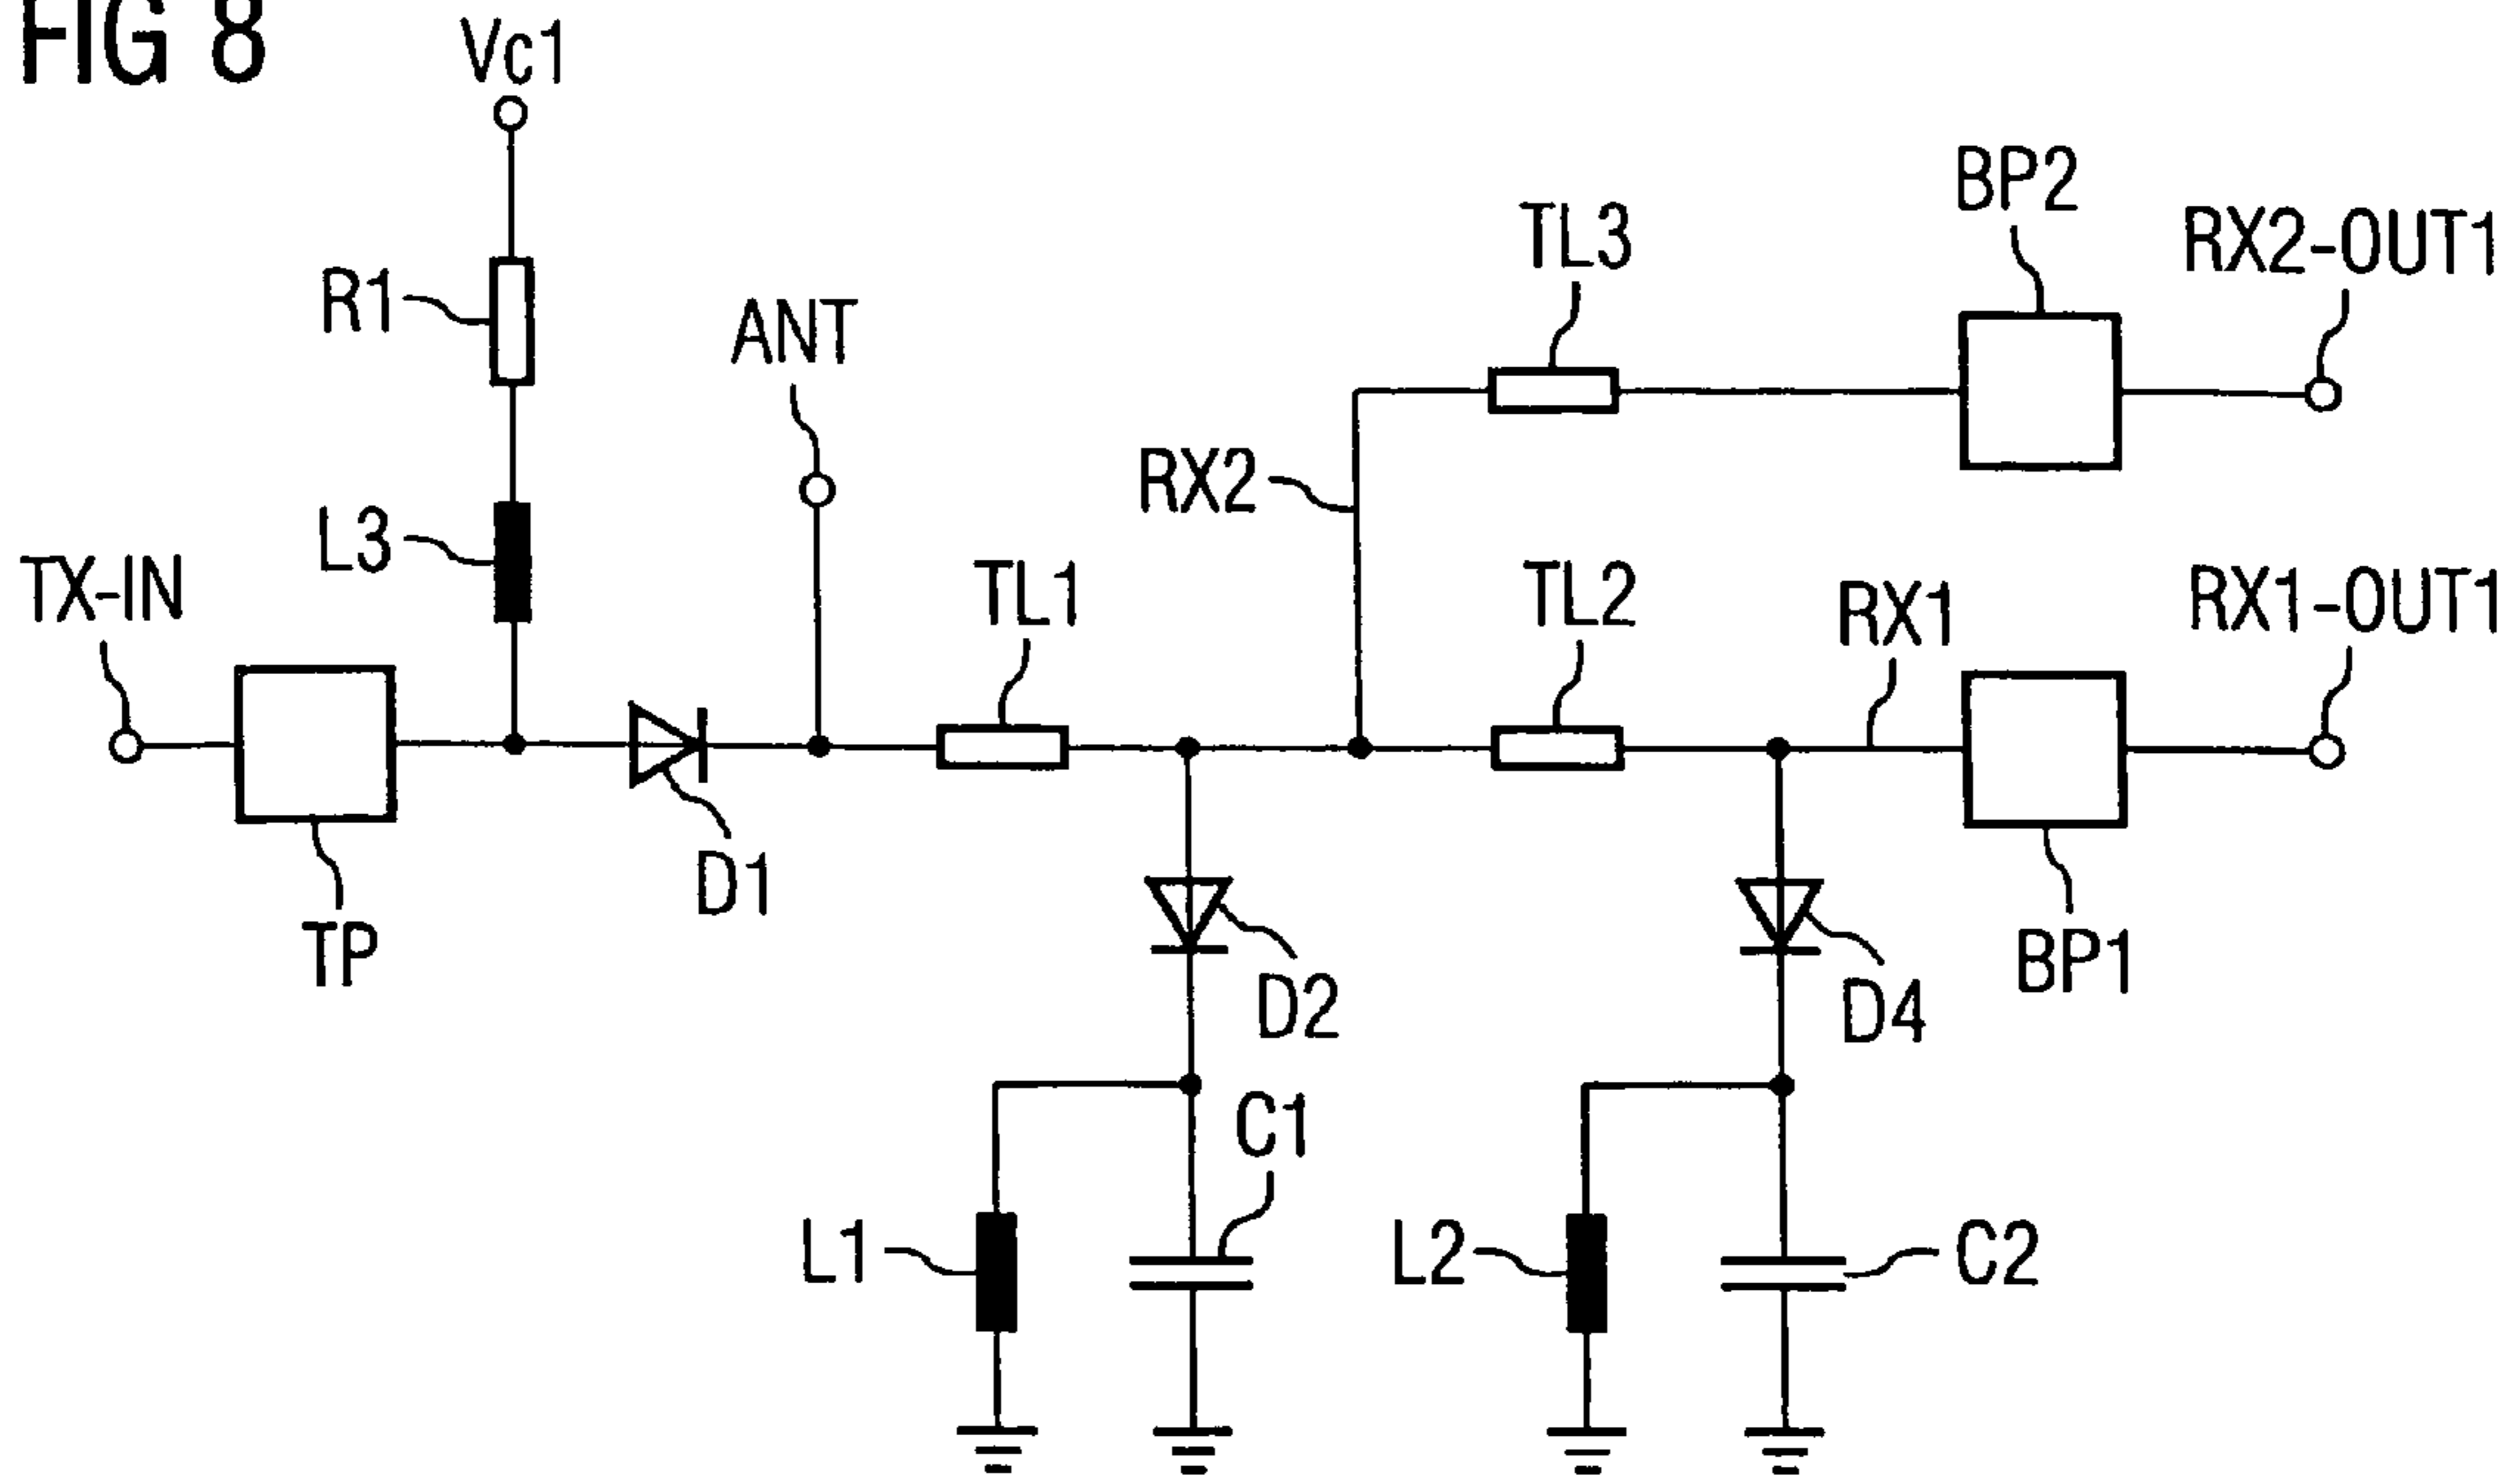 FIG 8
Vc1
BP2
TL3
RX2-OUT1
R1
ANT
RX2
L3
TX-IN
TL1
TL2
RX1
RX1-OUT1
D1
TP
BP1
D2
D4
C1
L1
L2
C2